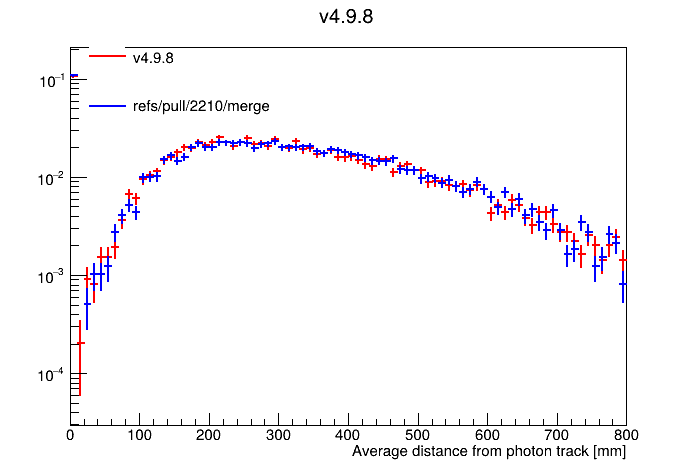 v4.9.8
v4.9.8
refs/pull/2210/merge
10⁻¹
10⁻²
10⁻³
10⁻⁴
0 100 200 300 400 500 600 700 800
Average distance from photon track [mm]